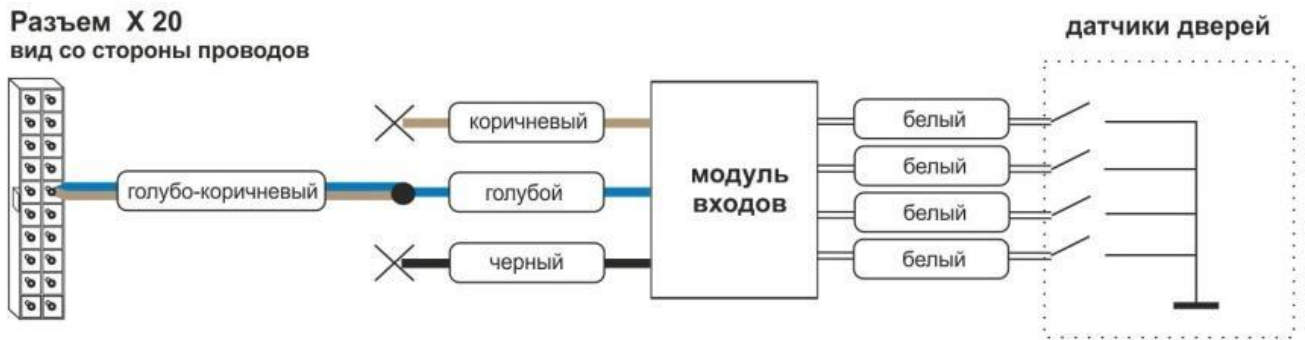 Разъем X 20
вид со стороны проводов
датчики дверей
коричневый
голубо-коричневый
голубой
черный
модуль
входов
белый
белый
белый
белый